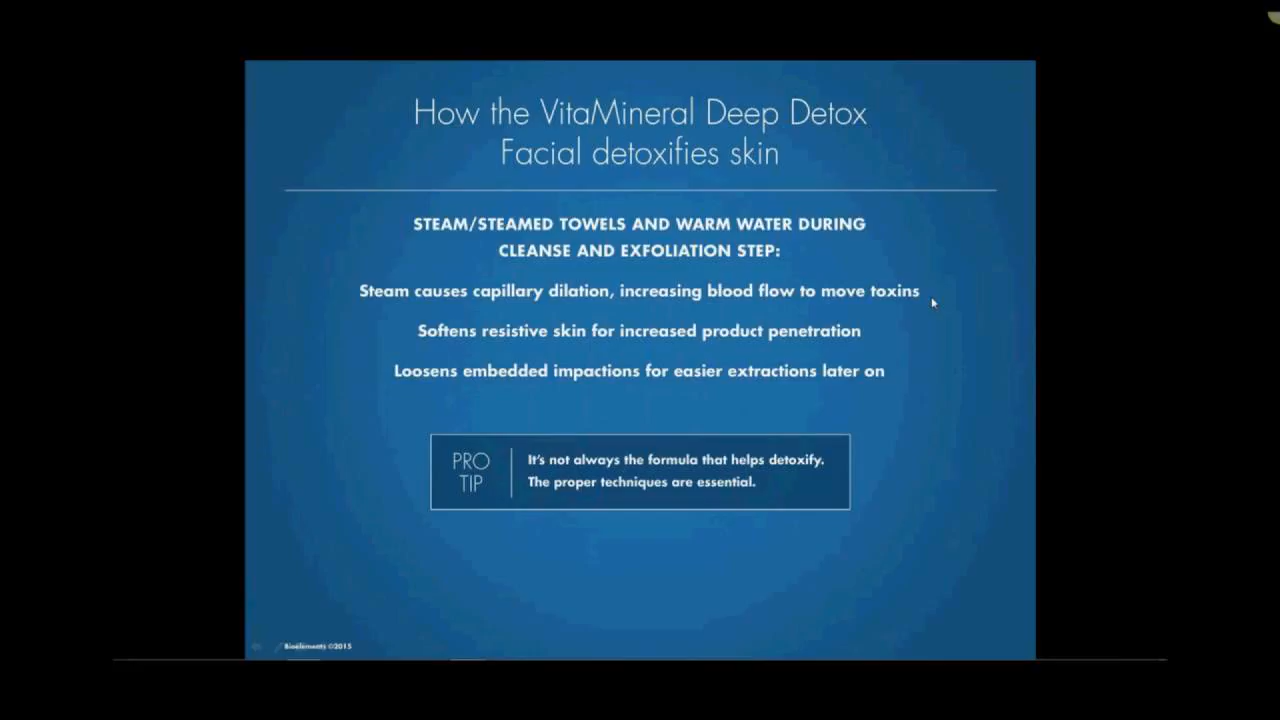 How the VitaMineral Deep Detox
Facial detoxifies skin
STEAM/STEAMED TOWELS AND WARM WATER DURING
CLEANSE AND EXFOLIATION STEP:
Steam causes capillary dilation, increasing blood flow to move toxins
Softens resistive skin for increased product penetration
Loosens embedded impactions for easier extractions later on
PRO
TIP
It's not always the formula that helps detoxify.
The proper techniques are essential.
Bioelements ©2015